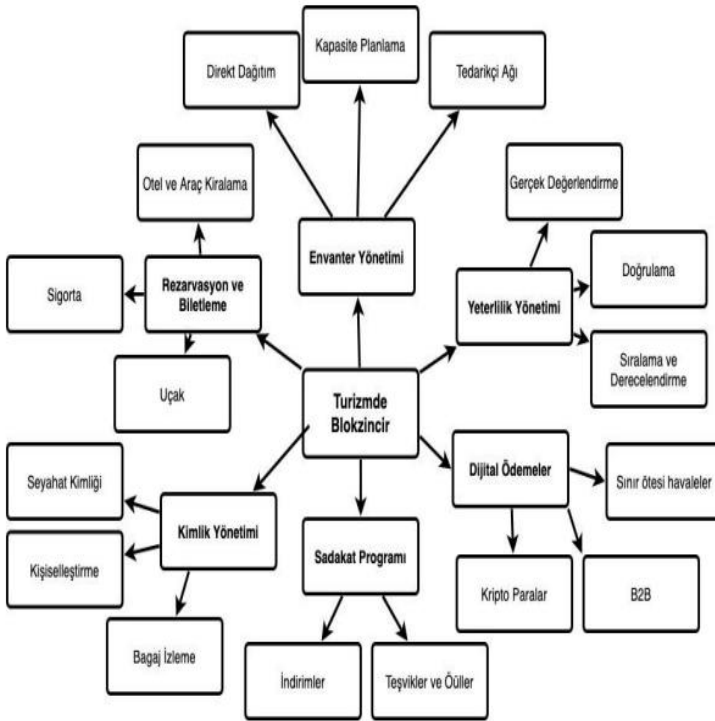 Kapasite Planlama
Direkt Dağıtım
Tedarikçi Ağı
Otel ve Araç Kiralama
Gerçek Değerlendirme
Envanter Yönetimi
Rezarvasyon ve
Biletleme
Sigorta
Doğrulama
Yeterlilik Yönetimi
Sıralama ve
Derecelendirme
Uçak
Turizmde
Blokzincir
Seyahat Kimliği
Dijital Ödemeler
Sınır ötesi havaleler
Kimlik Yönetimi
Sadakat Programı
Kişiselleştirme
Kripto Paralar
B2B
Bagaj İzleme
İndirimler
Teşvikler ve Öüller